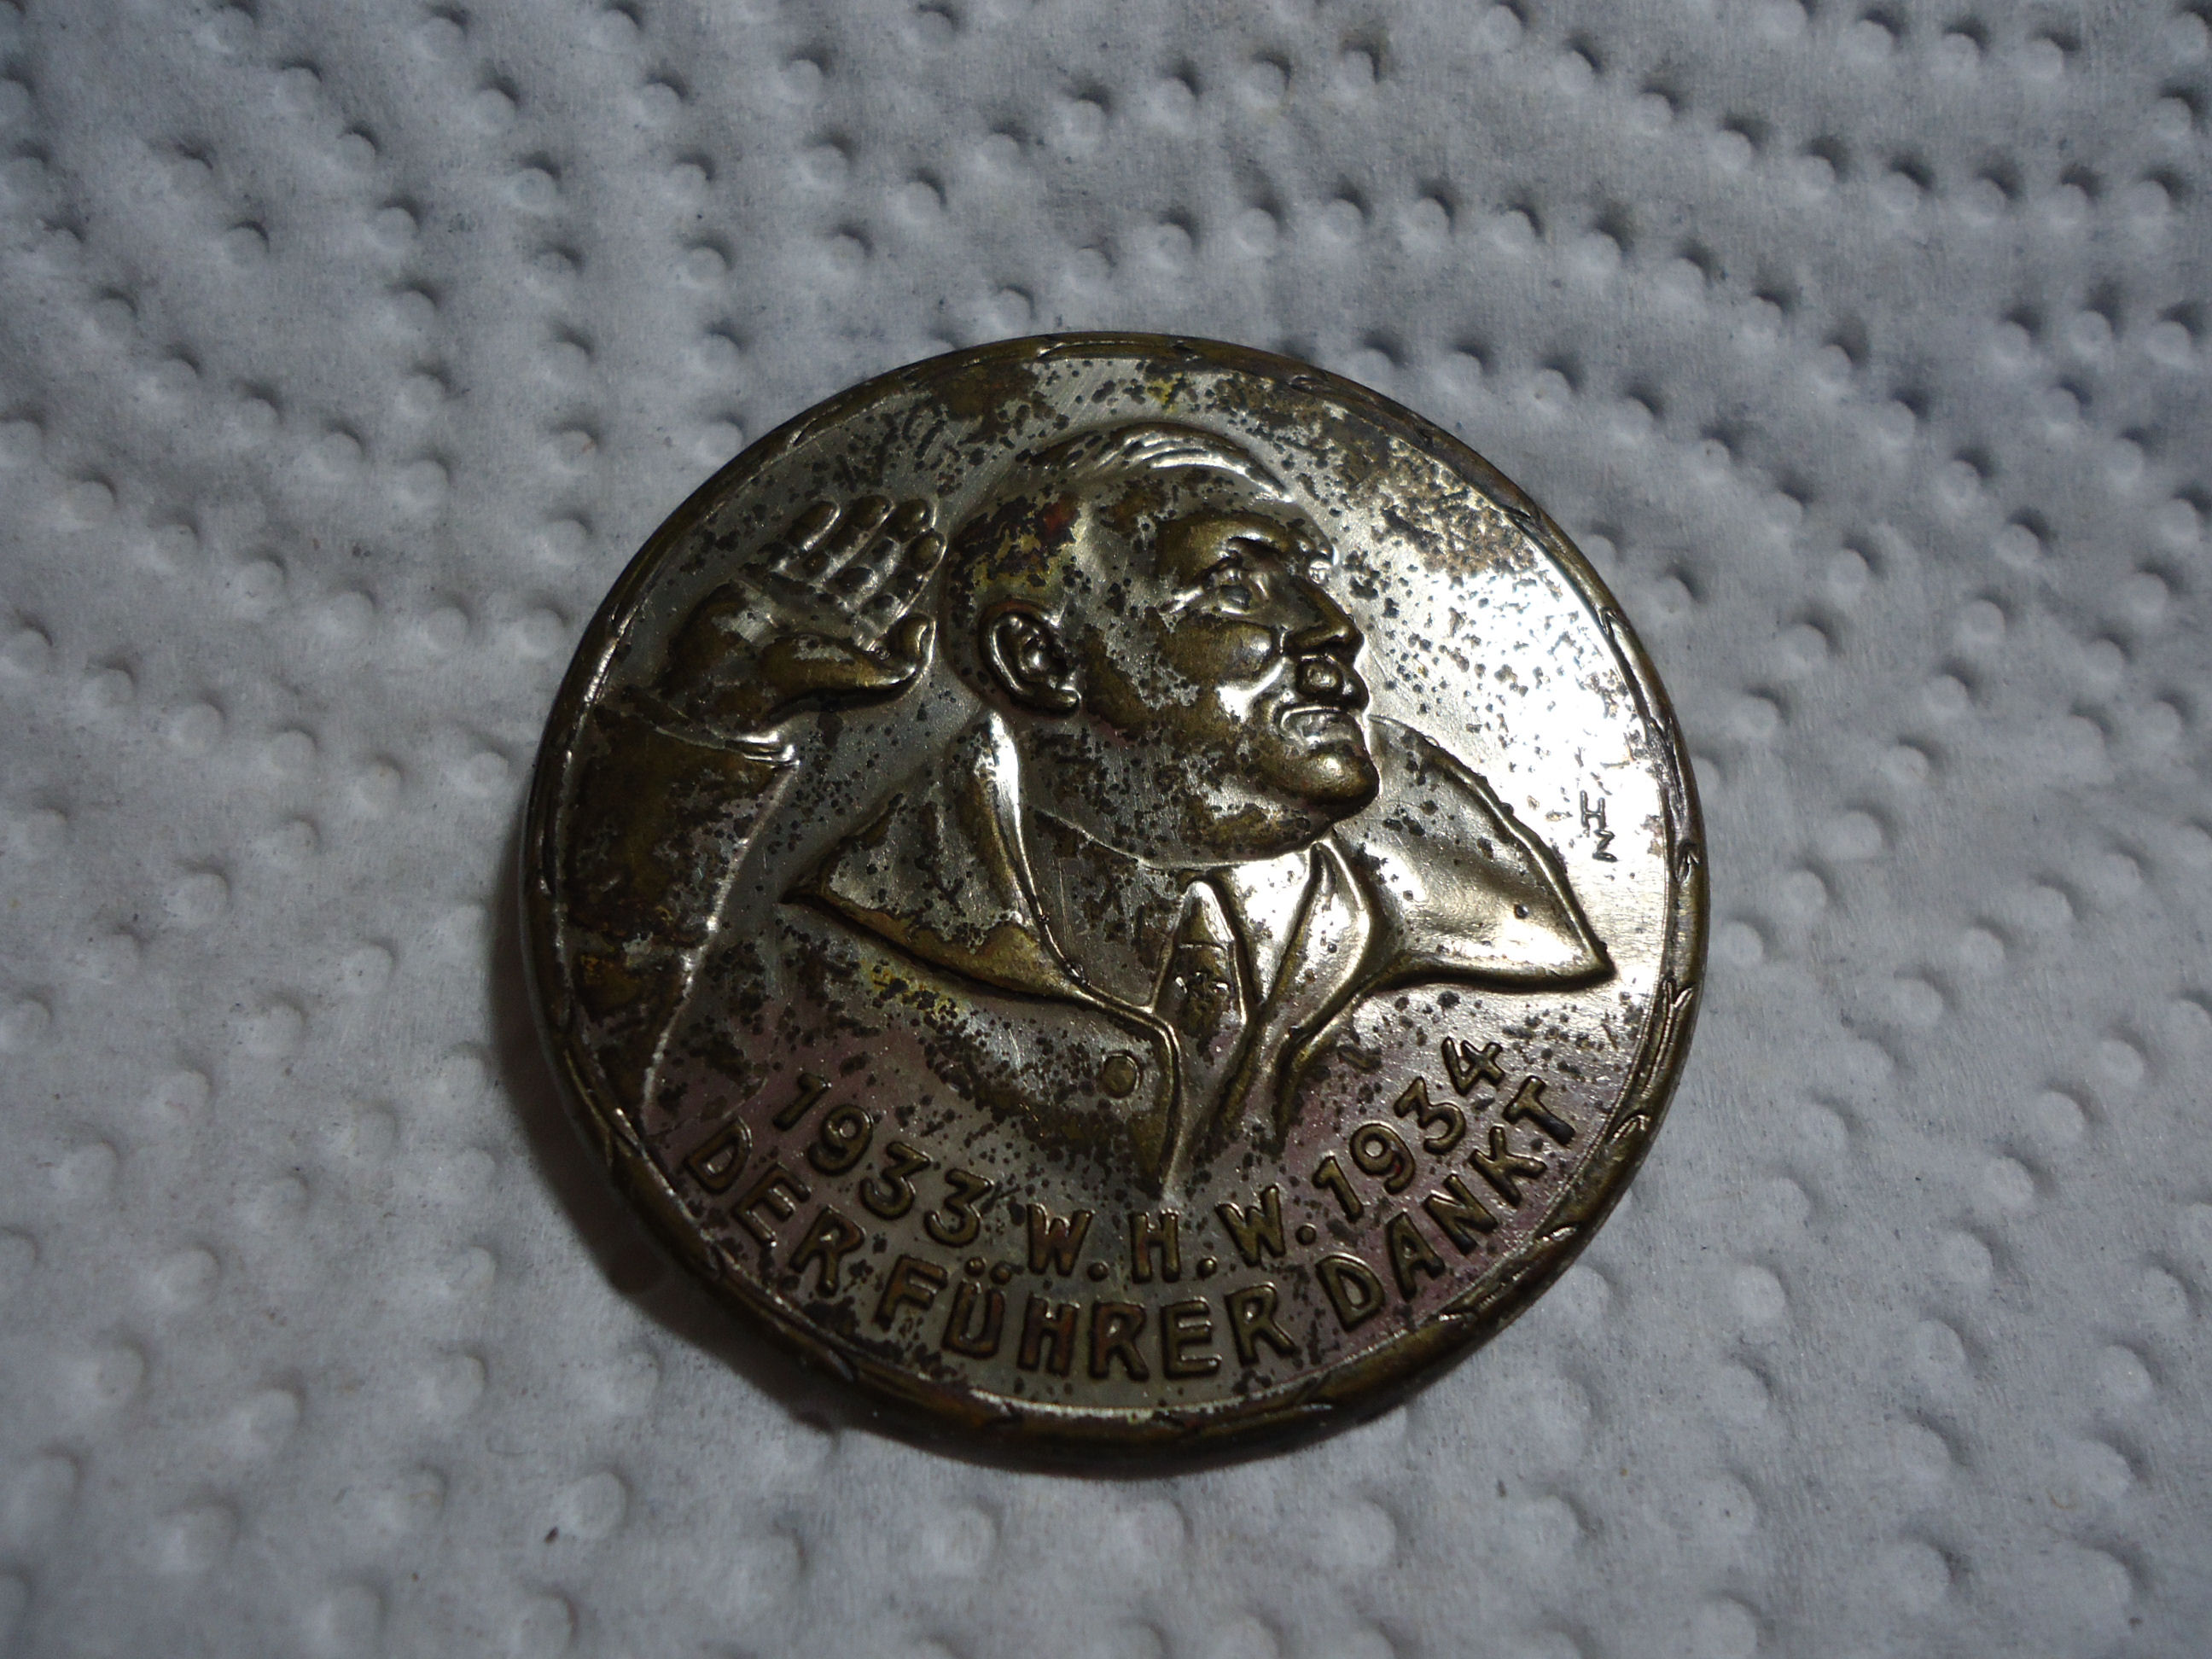 1933 W.H.W. 1934
DER FÜHRER DANKT